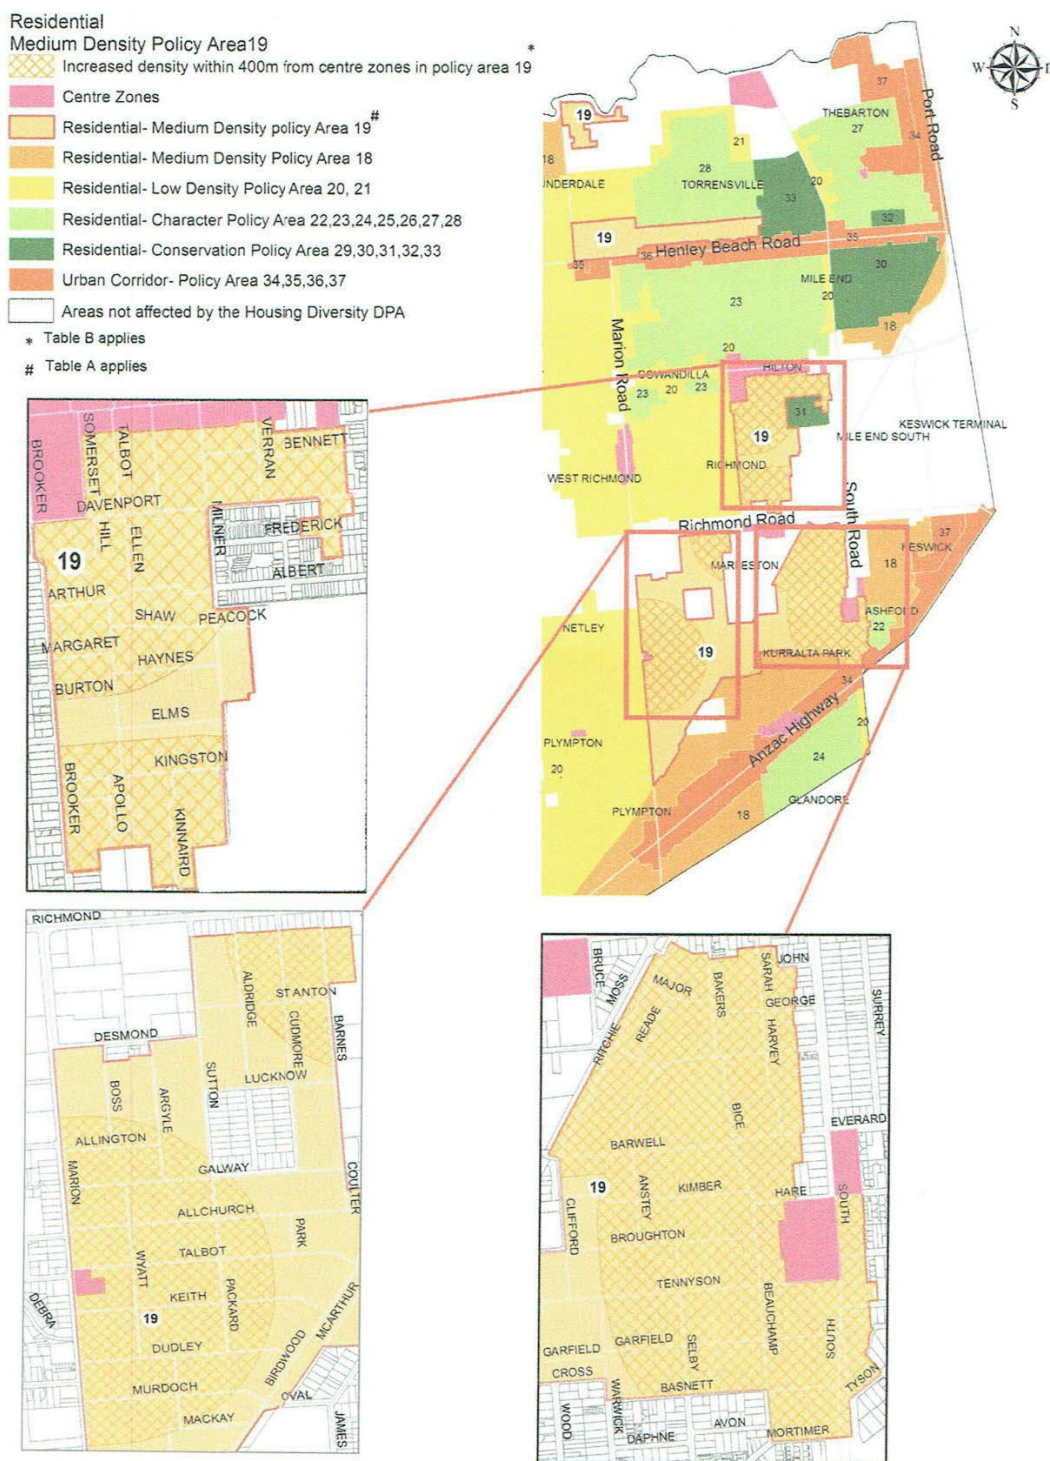 Residential
Medium Density Policy Area19
*
Increased density within 400m from centre zones in policy area 19
Centre Zones
Residential- Medium Density policy Area 19#
Residential- Medium Density Policy Area 18
Residential- Low Density Policy Area 20, 21
Residential- Character Policy Area 22,23,24,25,26,27,28
Residential- Conservation Policy Area 29,30,31,32,33
Urban Corridor- Policy Area 34,35,36,37
Areas not affected by the Housing Diversity DPA
* Table B applies
# Table A applies
N
W
S
37
THEBARTON
27
Port Road
34
19
18
21
28
UNDERDALE
TORRENSVILLE
20
33
32
19
Henley Beach Road
35
36
35
30
MILE END
20
23
18
Marion Road
20
HILTON
COWANDILLA
23
20
23
31
19
KESWICK TERMINAL
MILE END SOUTH
RICHMOND
WEST RICHMOND
South Road
Richmond Road
37
KESWICK
18
MARLESTON
ASHFORD
22
NETLEY
19
KURRALTA PARK
34
Anzac Highway
20
PLYMPTON
20
24
GLANDORE
PLYMPTON
18
BROOKER
SOMERSET
TALBOT
VERRAN
BENNETT
DAVENPORT
MILNER
FREDERICK
HILL
ELLEN
19
ALBERT
ARTHUR
SHAW
PEACOCK
MARGARET
HAYNES
BURTON
ELMS
KINGSTON
BROOKER
APOLLO
KINNAIRD
RICHMOND
ALDRIDGE
STANTON
CUDMORE
BARNES
DESMOND
SUTTON
LUCKNOW
BOSS
ARGYLE
ALLINGTON
GALWAY
MARION
COULTER
ALLCHURCH
PARK
TALBOT
WYATT
KEITH
PACKARD
DEBRA
19
MCARTHUR
DUDLEY
BIRDWOOD
MURDOCH
OVAL
MACKAY
JAMES
BRUCE
MOSS
MAJOR
BAKERS
SARAH
JOHN
GEORGE
SURREY
RITCHIE
READE
HARVEY
BICE
EVERARD
BARWELL
19
ANSTEY
KIMBER
HARE
SOUTH
CLIFFORD
BROUGHTON
TENNYSON
BEAUCHAMP
GARFIELD
GARFIELD
SELBY
SOUTH
CROSS
BASNETT
TYSON
WOOD
WARWICK
AVON
DAPHNE
MORTIMER